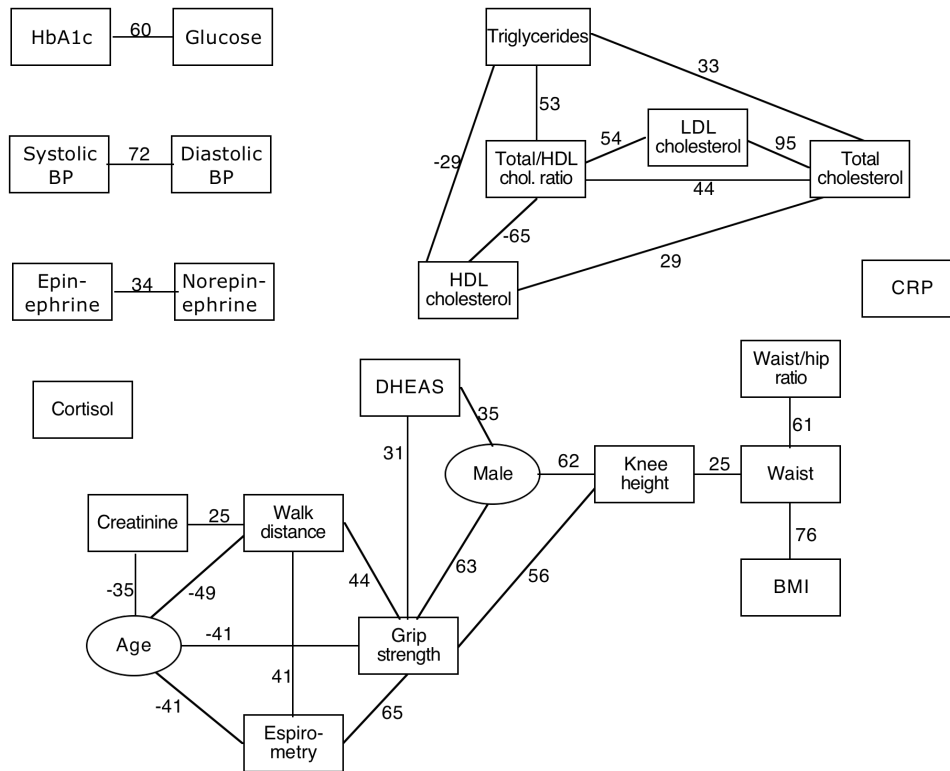 HbA1c
60
Glucose
Triglycerides
33
53
-29
Systolic
BP
72
Diastolic
BP
Total/HDL
chol. ratio
54
LDL
cholesterol
95
Total
cholesterol
44
-65
29
HDL
cholesterol
Epin-
ephrine
34
Norepin-
ephrine
CRP
Cortisol
DHEAS
35
31
Male
62
Knee
height
25
Waist
61
Waist/hip
ratio
76
BMI
Creatinine
25
Walk
distance
44
63
56
-35
-49
Age
-41
Grip
strength
41
-41
65
Espiro-
metry